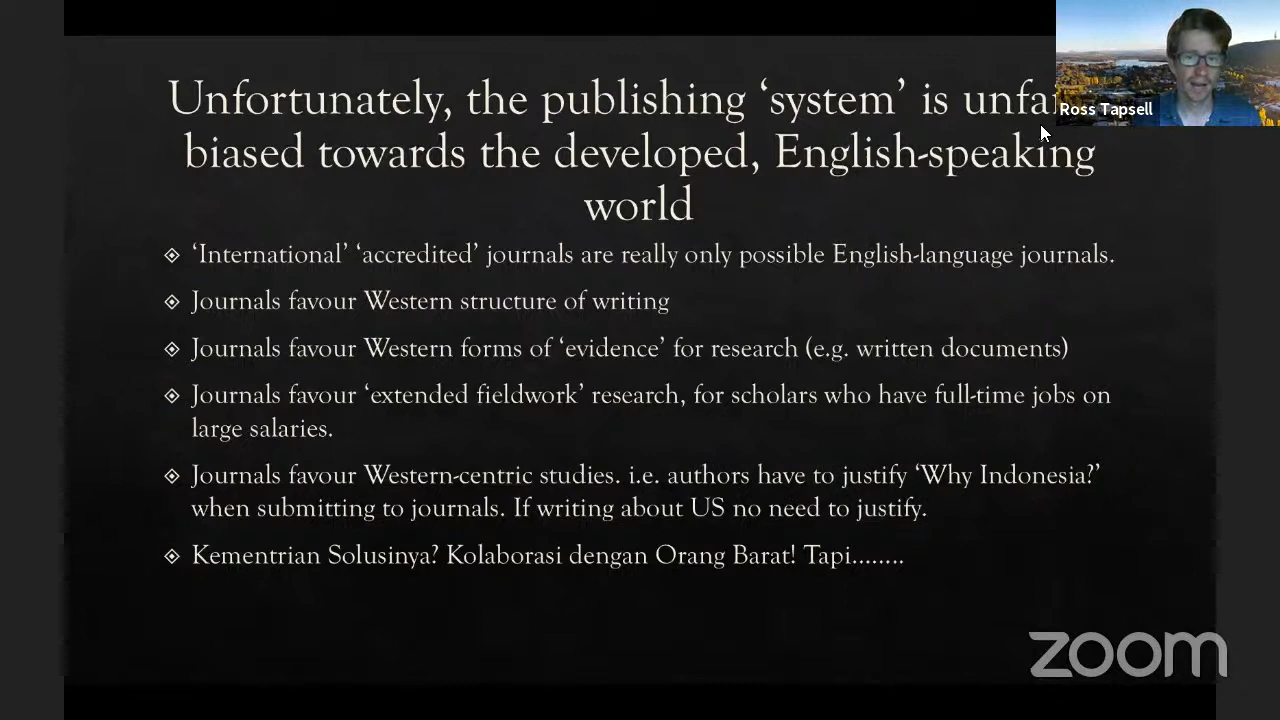 Unfortunately, the publishing ‘system’ is
biased towards the developed, English-speaking
world
‘International’ ‘accredited’ journals are really only possible English-language journals.
Journals favour Western structure of writing
Journals favour Western forms of ‘evidence’ for research (e.g. written documents)
Journals favour ‘extended fieldwork’ research, for scholars who have full-time jobs on
large salaries.
Journals favour Western-centric studies. i.e. authors have to justify ‘Why Indonesia?’
when submitting to journals. If writing about US no need to justify.
Kementrian Solusinya? Kolaborasi dengan Orang Barat! Tapi........
Ross Tapsell
zoom